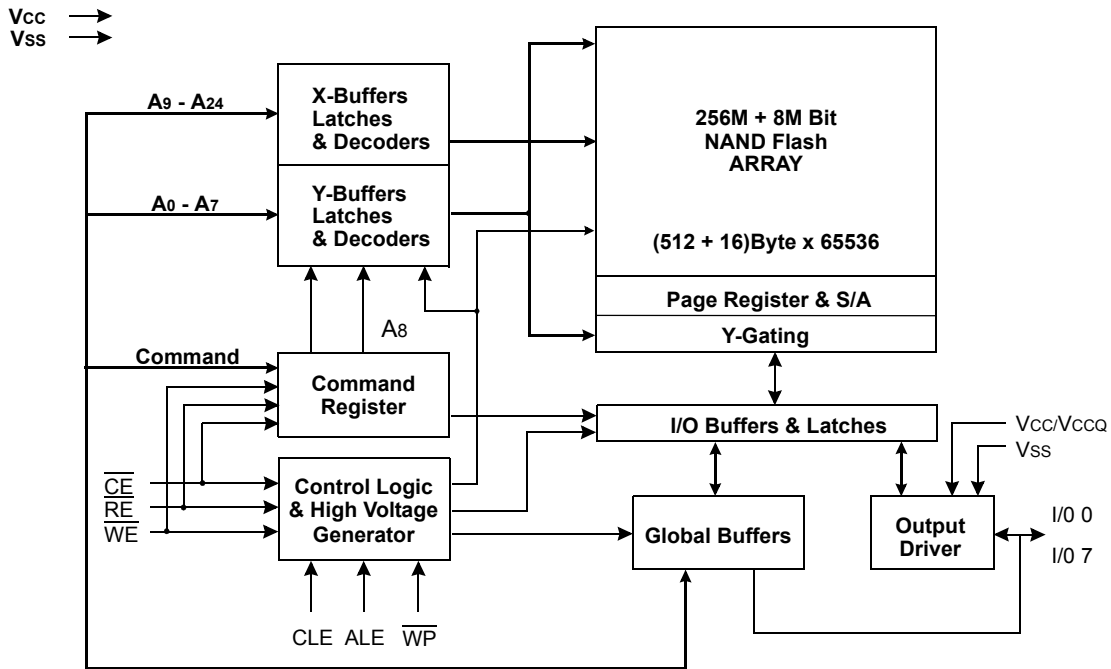 VCC
VSS
A9 - A24
X-Buffers
Latches
& Decoders
256M + 8M Bit
NAND Flash
ARRAY
A0 - A7
Y-Buffers
Latches
& Decoders
(512 + 16)Byte x 65536
Page Register & S/A
Y-Gating
A8
Command
Command
Register
I/O Buffers & Latches
VCC/VCCQ
VSS
CE
RE
WE
Control Logic
& High Voltage
Generator
Global Buffers
Output
Driver
I/0 0
I/0 7
CLE ALE WP